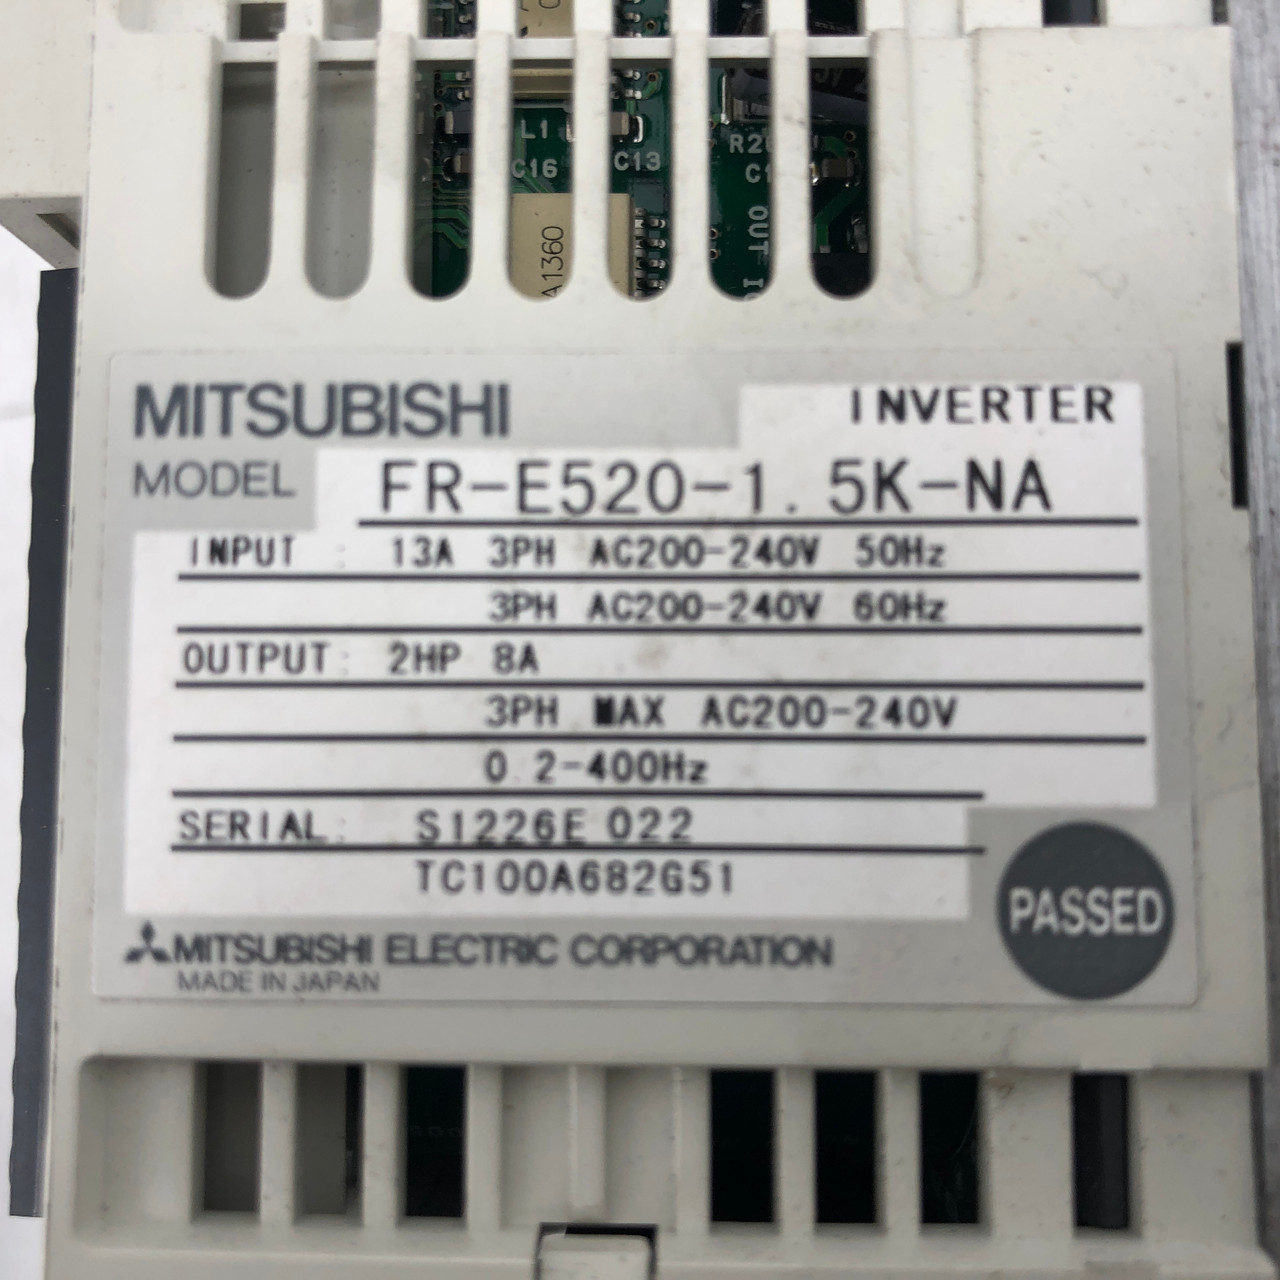 L1
C16
C13
A1360
OUT
MITSUBISHI
INVERTER
MODEL FR-E520-1.5K-NA
INPUT : 13A 3PH AC200-240V 50Hz
3PH AC200-240V 60Hz
OUTPUT: 2HP 8A
3PH MAX AC200-240V
0.2-400Hz
SERIAL: S1226E 022
TC100A682G51
PASSED
MITSUBISHI ELECTRIC CORPORATION
MADE IN JAPAN